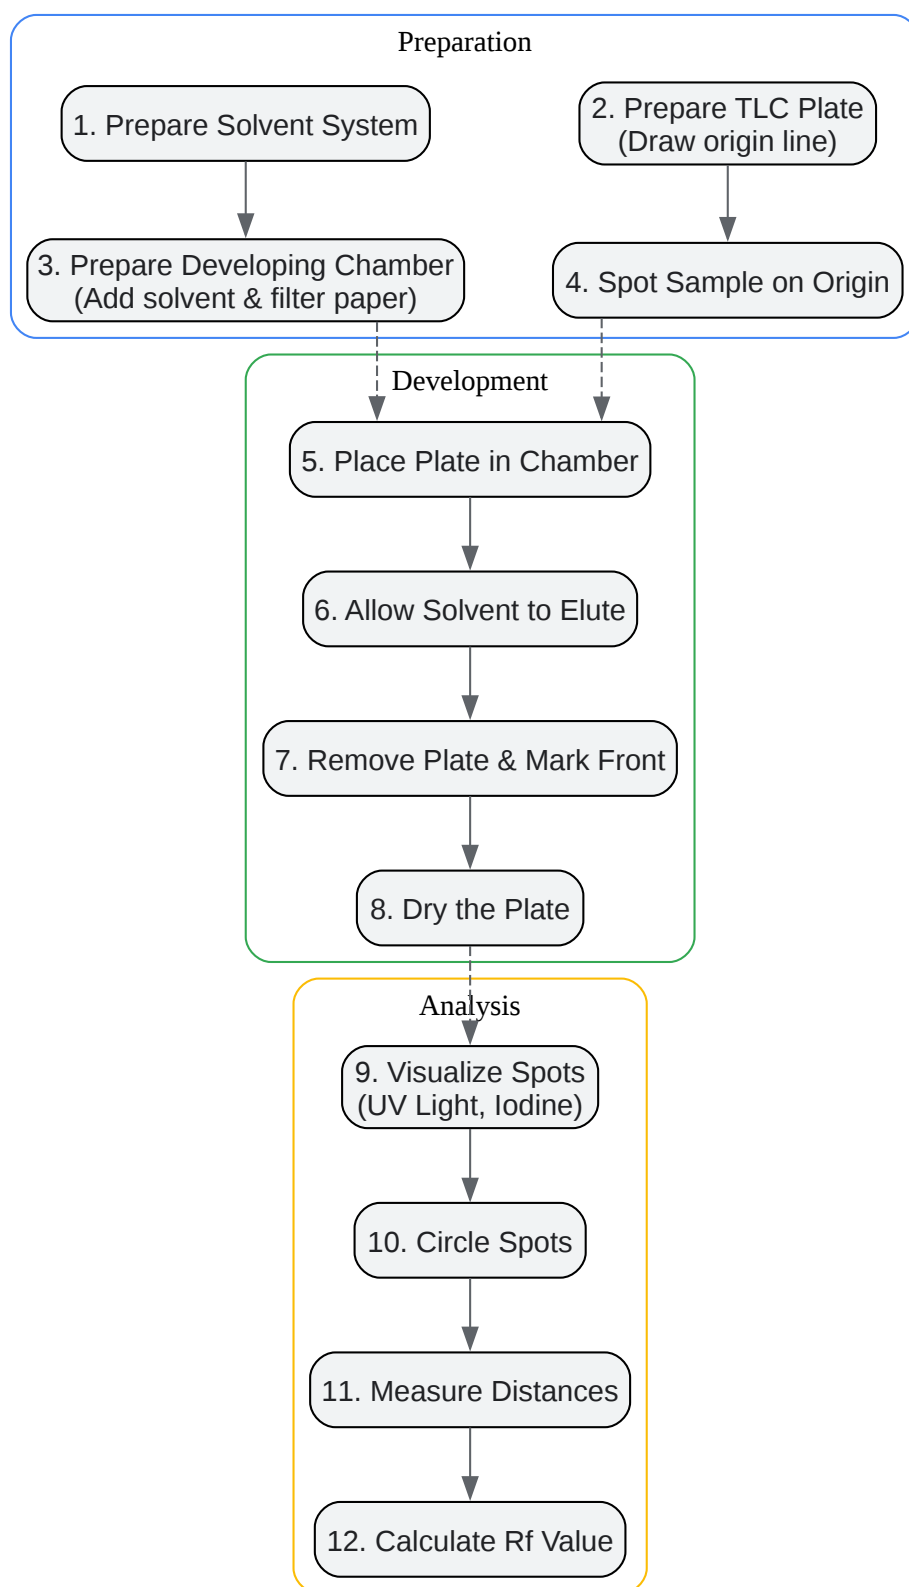 Preparation
1. Prepare Solvent System
2. Prepare TLC Plate
(Draw origin line)
3. Prepare Developing Chamber
(Add solvent & filter paper)
4. Spot Sample on Origin
Development
5. Place Plate in Chamber
6. Allow Solvent to Elute
7. Remove Plate & Mark Front
8. Dry the Plate
Analysis
9. Visualize Spots
(UV Light, Iodine)
10. Circle Spots
11. Measure Distances
12. Calculate Rf Value